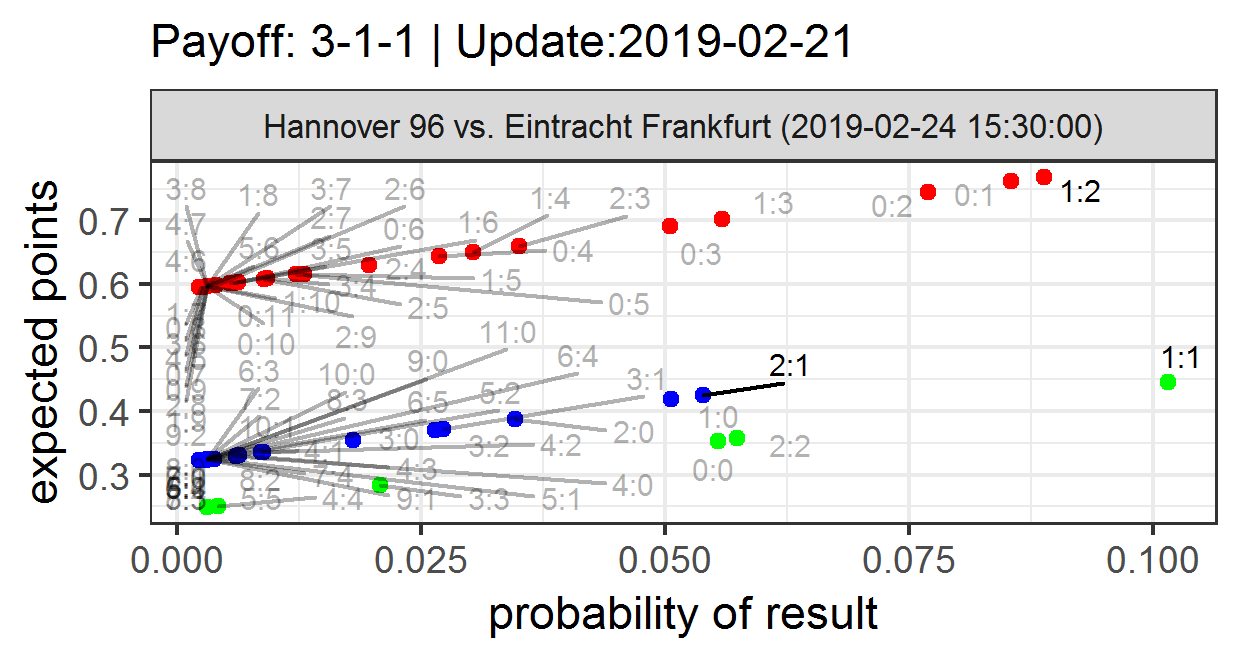 Payoff: 3-1-1 | Update:2019-02-21
Hannover 96 vs. Eintracht Frankfurt (2019-02-24 15:30:00)
expected points
0.7
0.6
0.5
0.4
0.3
3:8 1:8 3:7 2:6 1:4 2:3 1:3 0:2 0:1 1:2
4:7 2:7 0:6 1:6
5:6 3:5 0:4 0:3
4:6 2:4
3:4 1:5
1:10 2:5 0:5
0:11
0:10 2:9 11:0
9:0 6:4 2:1 1:1
6:3 10:0 3:1
7:2 8:3 6:5 5:2 1:0
9:2 10:1 3:0 2:0
4:1 3:2 4:2 2:2
8:2 7:4 4:3 4:0 0:0
5:5 4:4 9:1 3:3 5:1
0.000 0.025 0.050 0.075 0.100
probability of result